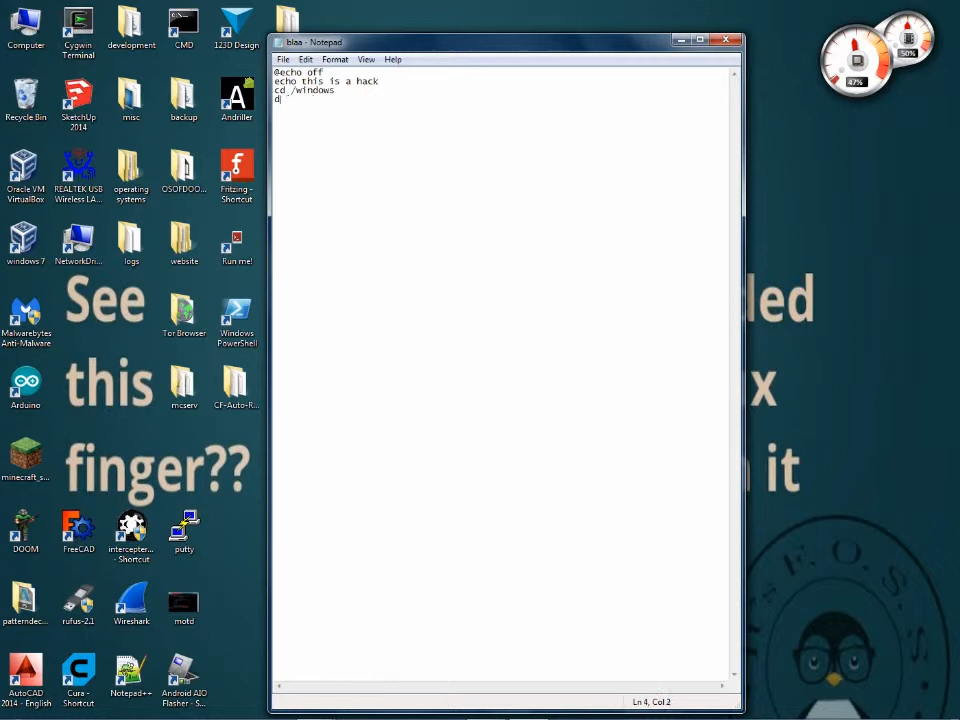 Computer
Cygwin
Terminal
development
CMD
123D Design
Recycle Bin
SketchUp
2014
misc
backup
Andriller
Oracle VM
VirtualBox
REALTEK USB
Wireless LA...
operating
systems
OSOFDOO...
Fritzing -
Shortcut
windows 7
NetworkDri...
logs
website
Run me!
Malwarebytes
Anti-Malware
Tor Browser
Windows
PowerShell
Arduino
mcserv
CF-Auto-R...
minecraft_s...
DOOM
FreeCAD
intercepter...
- Shortcut
putty
patterndec...
rufus-2.1
Wireshark
motd
AutoCAD
2014 - English
Cura -
Shortcut
Notepad++
Android AIO
Flasher - S...
blaa - Notepad
File Edit Format View Help
@echo off
echo this is a hack
cd /windows
d
Ln 4, Col 2
47%
50%
See
led
this
x
finger??
it
E.O.S.